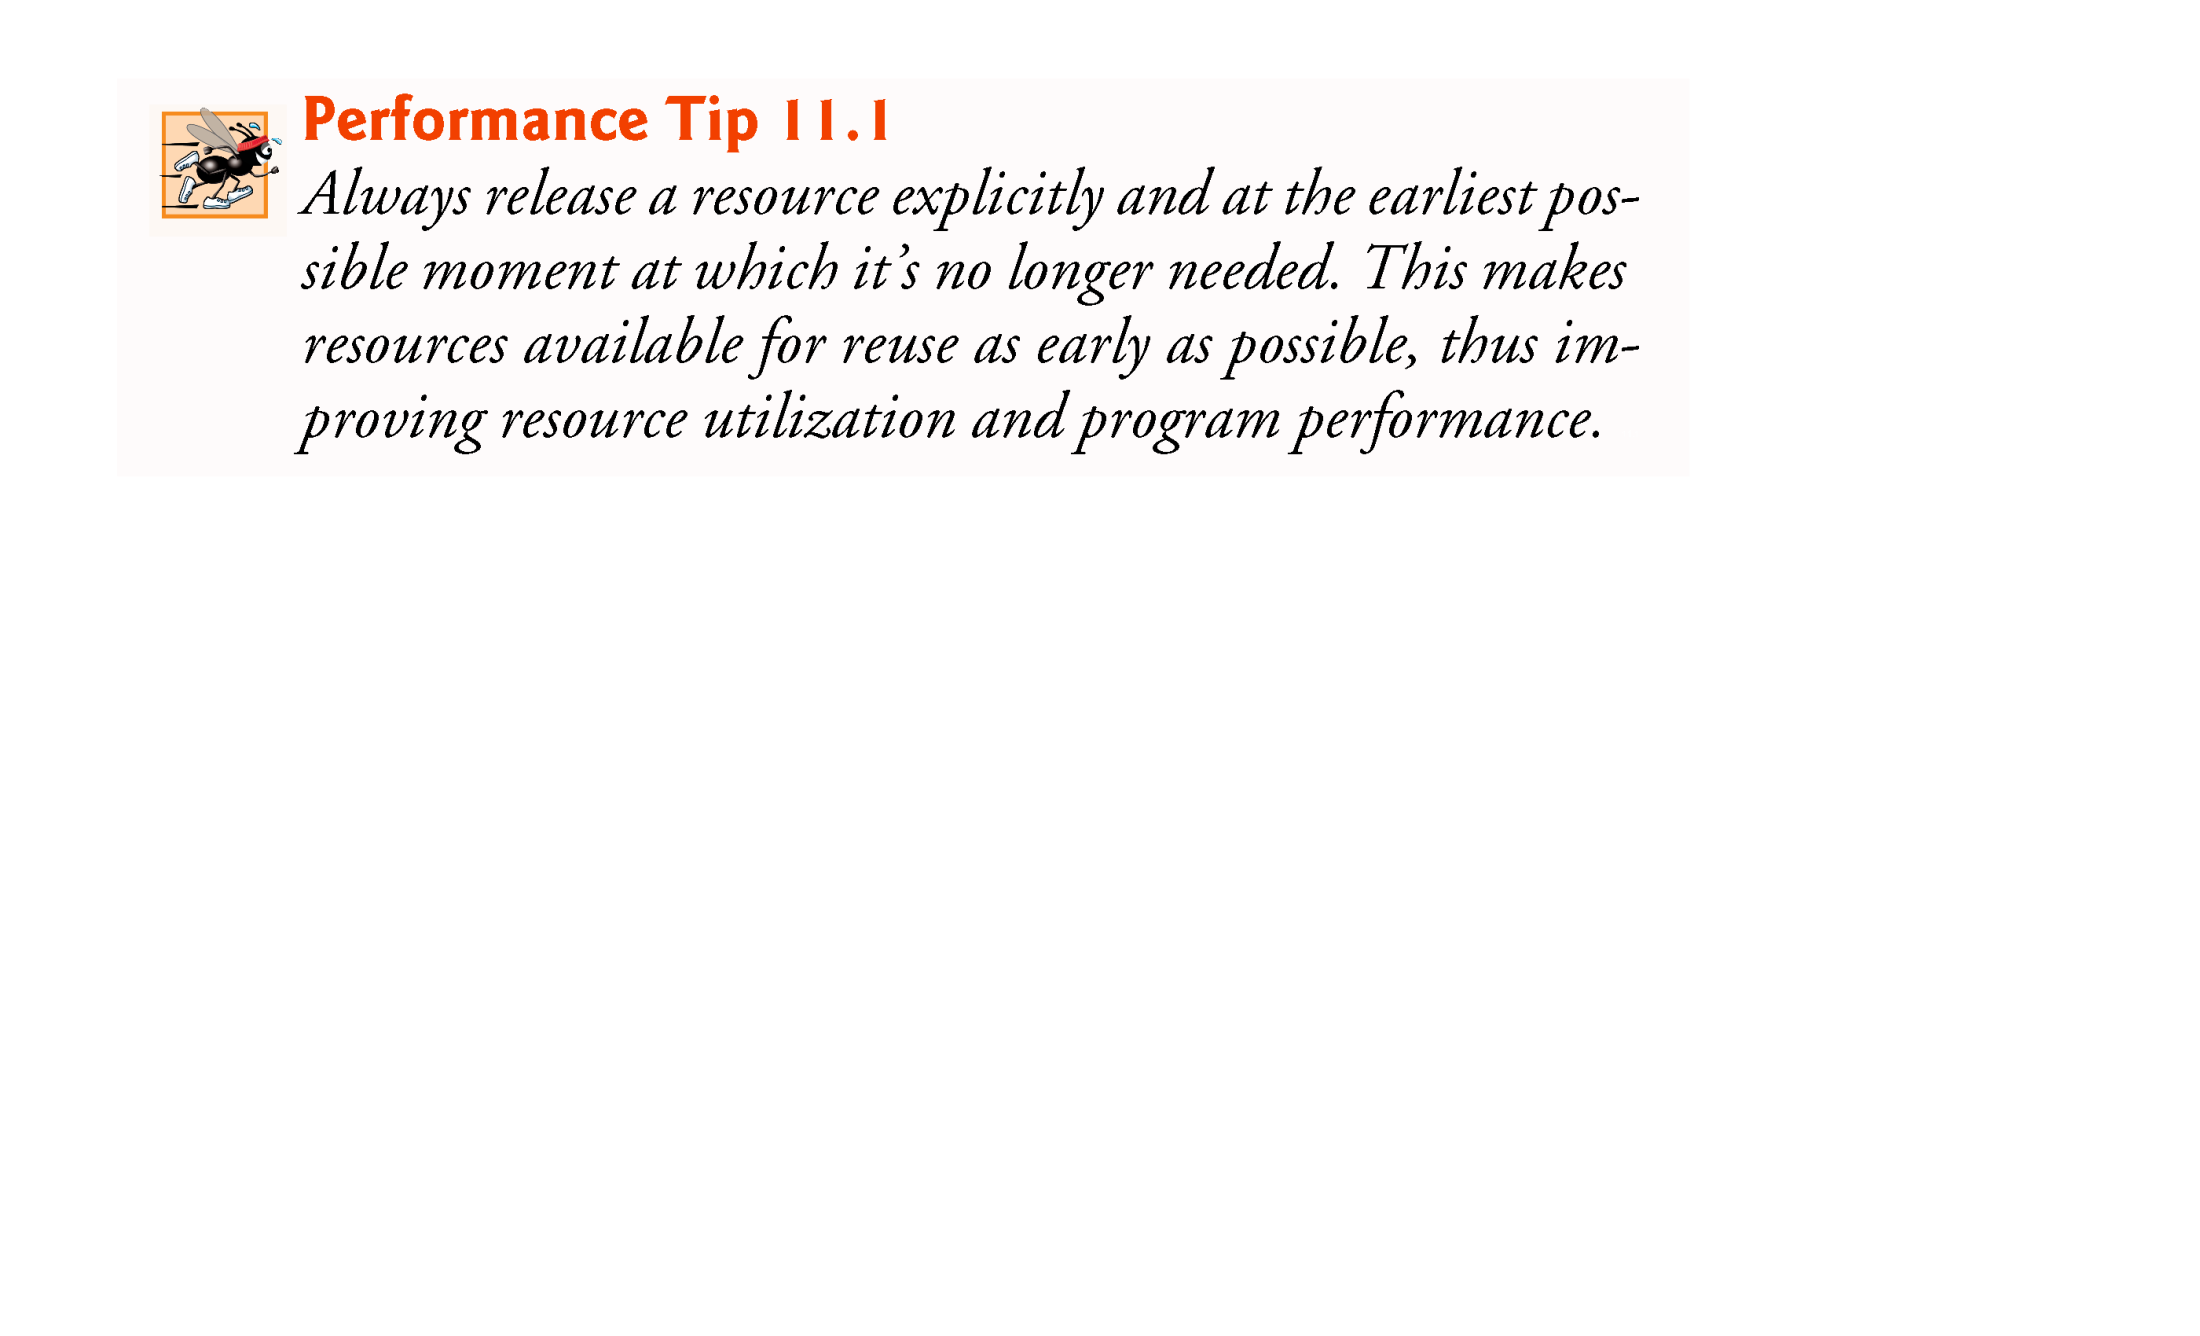 Performance Tip 11.1
Always release a resource explicitly and at the earliest pos-
sible moment at which it’s no longer needed. This makes
resources available for reuse as early as possible, thus im-
proving resource utilization and program performance.